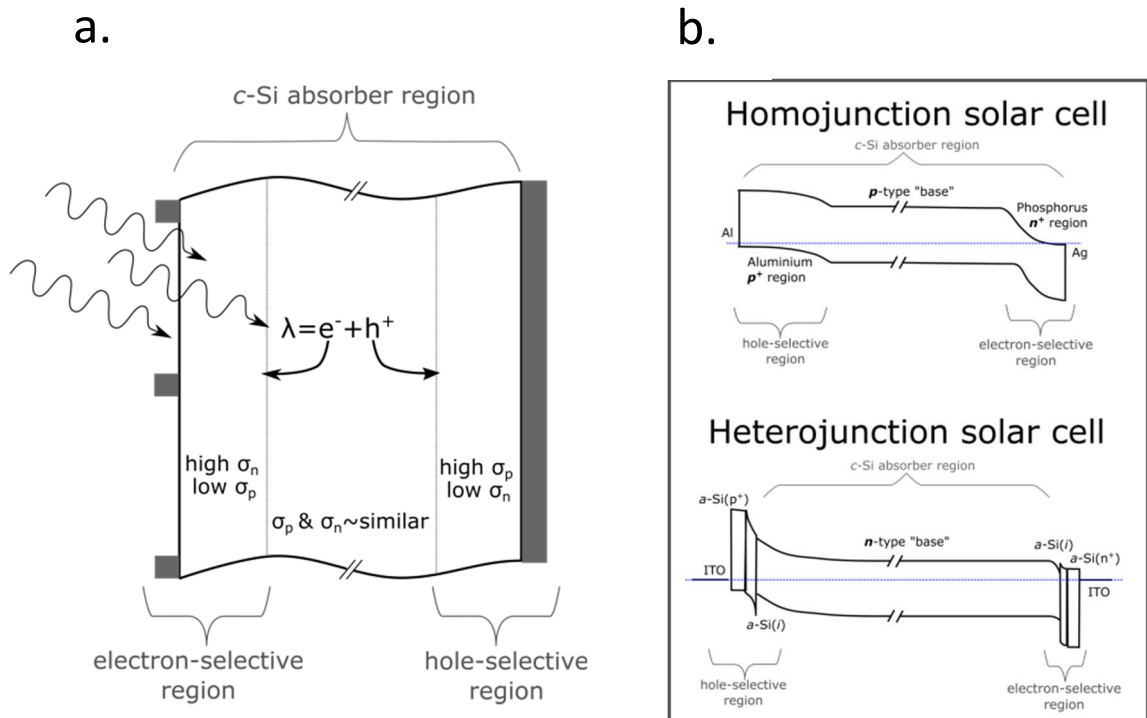 a.
c-Si absorber region
λ=e⁻+h⁺
high σₙ
low σₚ
high σₚ
low σₙ
σₚ & σₙ~similar
electron-selective
region
hole-selective
region
b.
Homojunction solar cell
c-Si absorber region
p-type "base"
Phosphorus
n⁺ region
Al
Ag
Aluminium
p⁺ region
hole-selective
region
electron-selective
region
Heterojunction solar cell
c-Si absorber region
a-Si(p⁺)
n-type "base"
a-Si(i)
a-Si(n⁺)
ITO
ITO
a-Si(i)
hole-selective
region
electron-selective
region